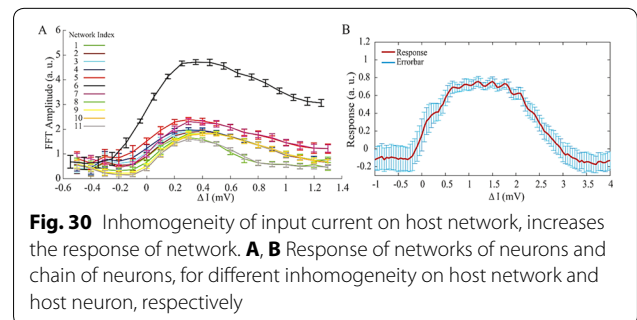 A
B
Network Index
1
2
3
4
5
6
7
8
9
10
11
FFT Amplitude (a. u.)
6
5
4
3
2
1
0
-0.6 -0.4 -0.2 0 0.2 0.4 0.6 0.8 1 1.2 1.4
Δ I (mV)
Response
Errorbar
Response (a. u.)
1.2
1
0.8
0.6
0.4
0.2
0
-0.2
-1 -0.5 0 0.5 1 1.5 2 2.5 3 3.5 4
Δ I (mV)
Fig. 30 Inhomogeneity of input current on host network, increases
the response of network. A, B Response of networks of neurons and
chain of neurons, for different inhomogeneity on host network and
host neuron, respectively